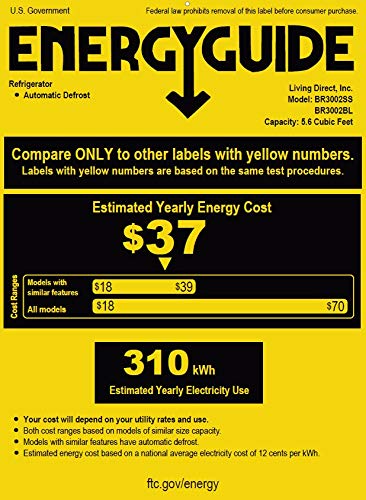 U.S. Government
Federal law prohibits removal of this label before consumer purchase.
ENERGYGUIDE
Refrigerator
• Automatic Defrost
Living Direct, Inc.
Model: BR3002SS
BR3002BL
Capacity: 5.6 Cubic Feet
Compare ONLY to other labels with yellow numbers.
Labels with yellow numbers are based on the same test procedures.
Estimated Yearly Energy Cost
$37
Cost Ranges
Models with
similar features
$18 $39
All models
$18 $70
310 kWh
Estimated Yearly Electricity Use
• Your cost will depend on your utility rates and use.
• Both cost ranges based on models of similar size capacity.
• Models with similar features have automatic defrost.
• Estimated energy cost based on a national average electricity cost of 12 cents per kWh.
ftc.gov/energy